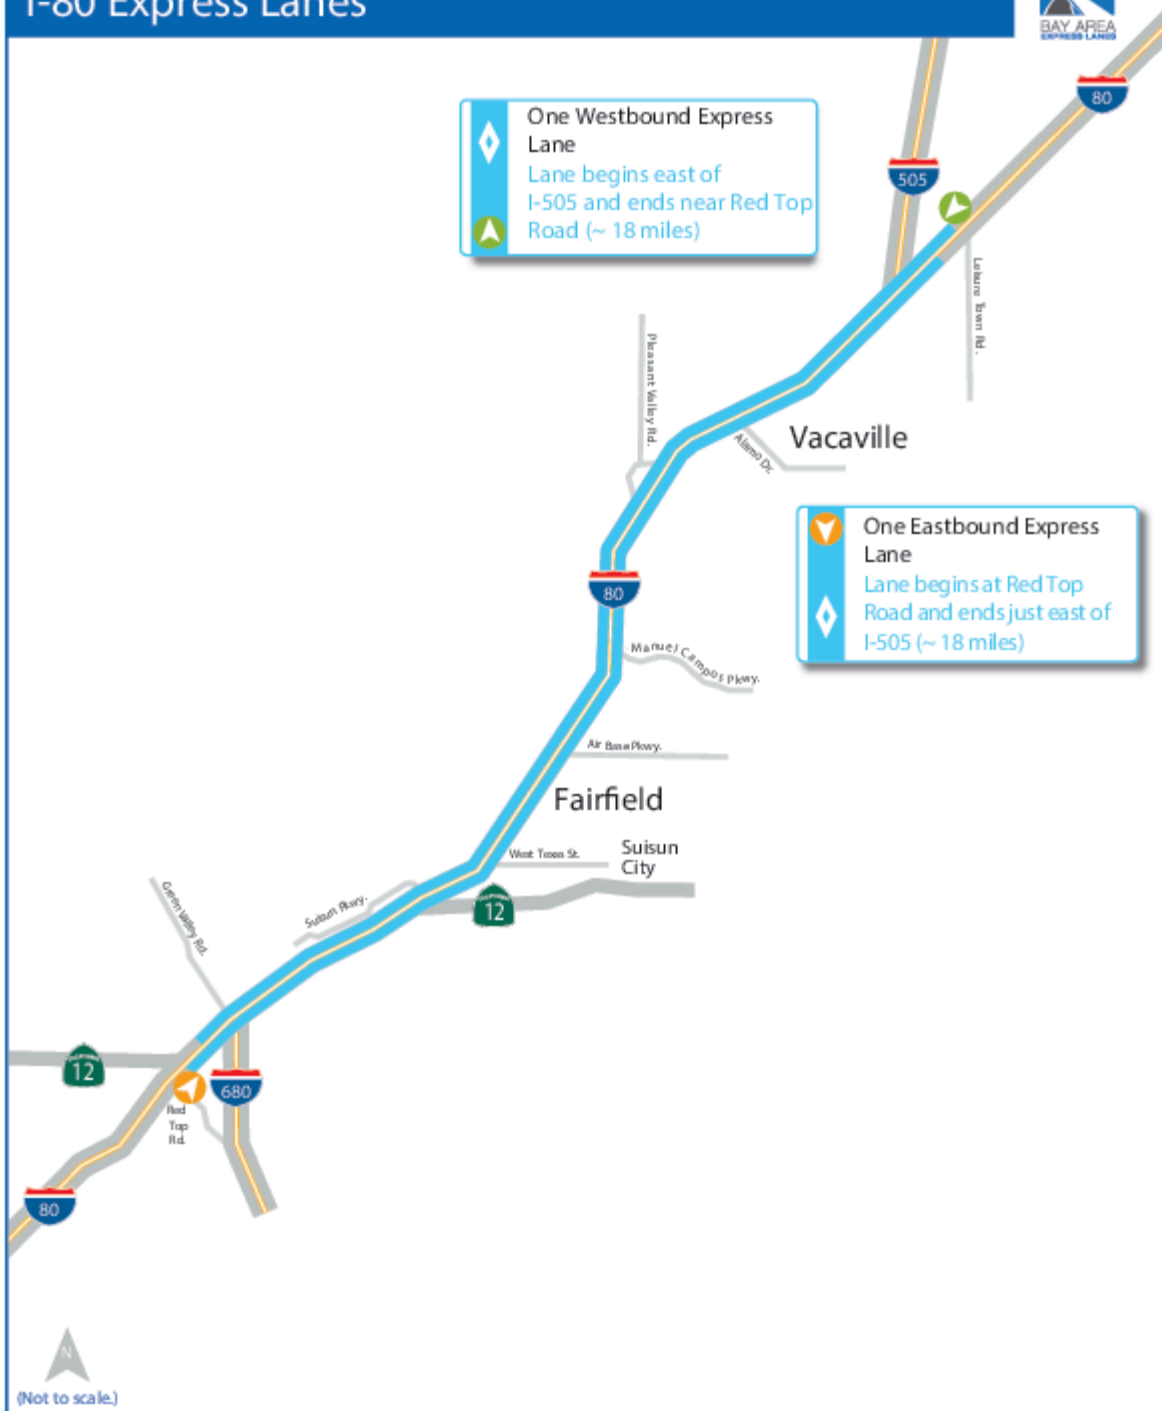 I-80 Express Lanes
BAY AREA
EXPRESS LANES
80
One Westbound Express
Lane
Lane begins east of
I-505 and ends near Red Top
Road (~ 18 miles)
505
Leisure Town Rd.
Pleasant Valley Rd.
Alamo Dr.
Vacaville
One Eastbound Express
Lane
Lane begins at Red Top
Road and ends just east of
I-505 (~ 18 miles)
80
Manuel Campos Pkwy.
Air Base Pkwy.
Fairfield
West Texas St.
Suisun
City
12
Suisun Pkwy.
Green Valley Rd.
12
680
Red
Top
Rd.
80
N
(Not to scale.)